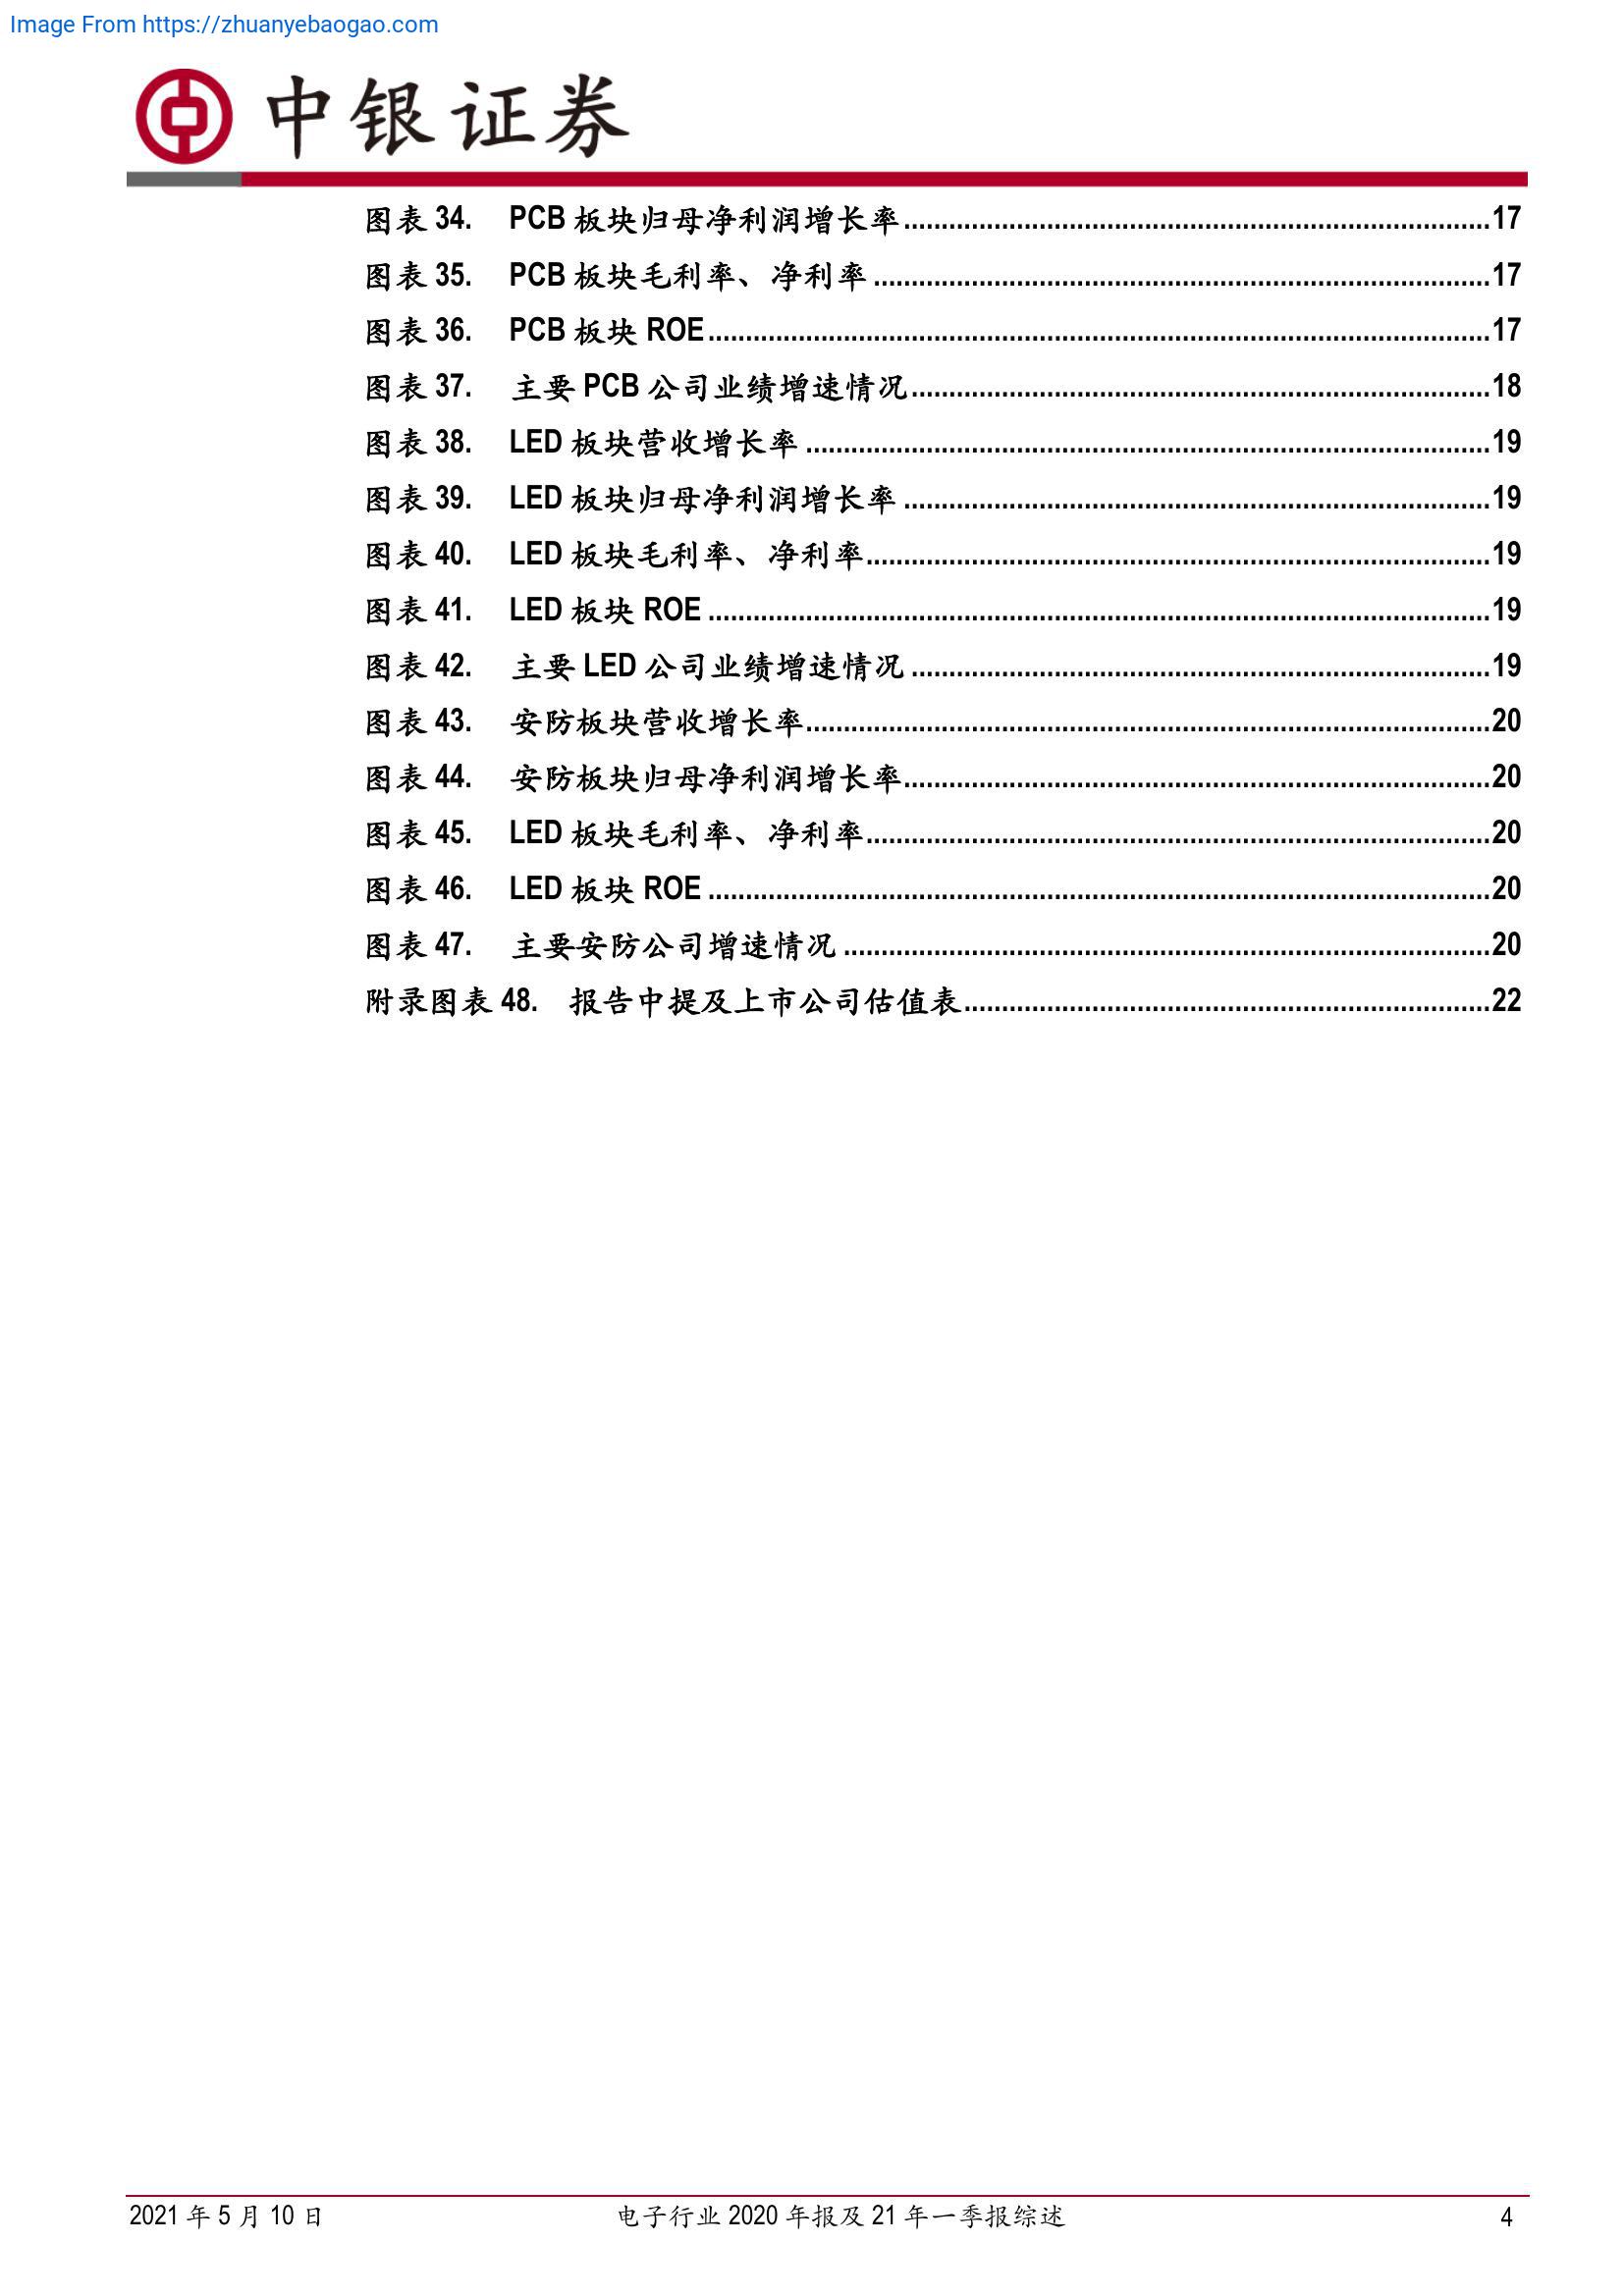 Image From https://zhuanyebaogao.com
中银证券
图表 34. PCB 板块归母净利润增长率................................................................................17
图表 35. PCB 板块毛利率、净利率................................................................................17
图表 36. PCB 板块 ROE................................................................................17
图表 37. 主要 PCB 公司业绩增速情况................................................................................18
图表 38. LED 板块营收增长率................................................................................19
图表 39. LED 板块归母净利润增长率................................................................................19
图表 40. LED 板块毛利率、净利率................................................................................19
图表 41. LED 板块 ROE................................................................................19
图表 42. 主要 LED 公司业绩增速情况................................................................................19
图表 43. 安防板块营收增长率................................................................................20
图表 44. 安防板块归母净利润增长率................................................................................20
图表 45. LED 板块毛利率、净利率................................................................................20
图表 46. LED 板块 ROE................................................................................20
图表 47. 主要安防公司增速情况................................................................................20
附录图表 48. 报告中提及上市公司估值表................................................................................22
2021 年 5 月 10 日 电子行业 2020 年报及 21 年一季报综述 4